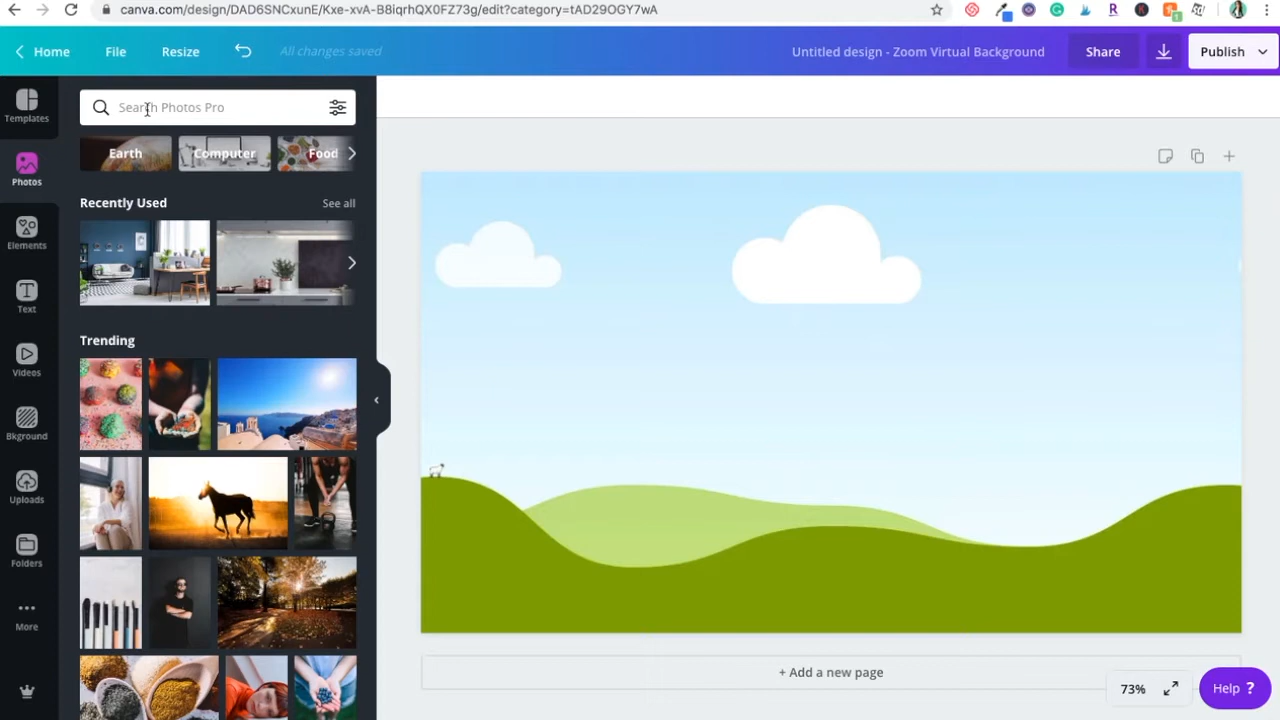 canva.com/design/DAD6SNCxunE/Kxe-xvA-B8iqrhQX0FZ73g/edit?category=tAD29OGY7wA
Home File Resize All changes saved Untitled design - Zoom Virtual Background Share Publish
Templates
Photos
Elements
Text
Videos
Bkground
Uploads
Folders
More
Search Photos Pro
Earth Computer Food
Recently Used See all
Trending
+ Add a new page
73% Help ?